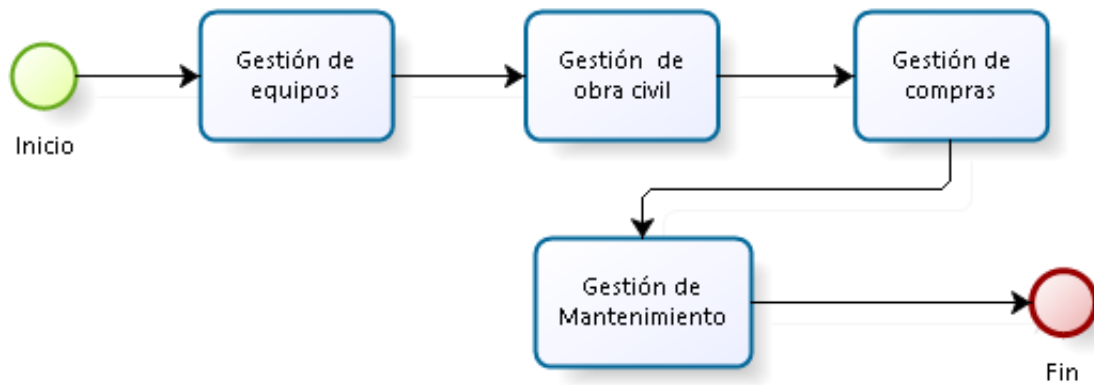 Gestión de
equipos
Gestión de
obra civil
Gestión de
compras
Inicio
Gestión de
Mantenimiento
Fin